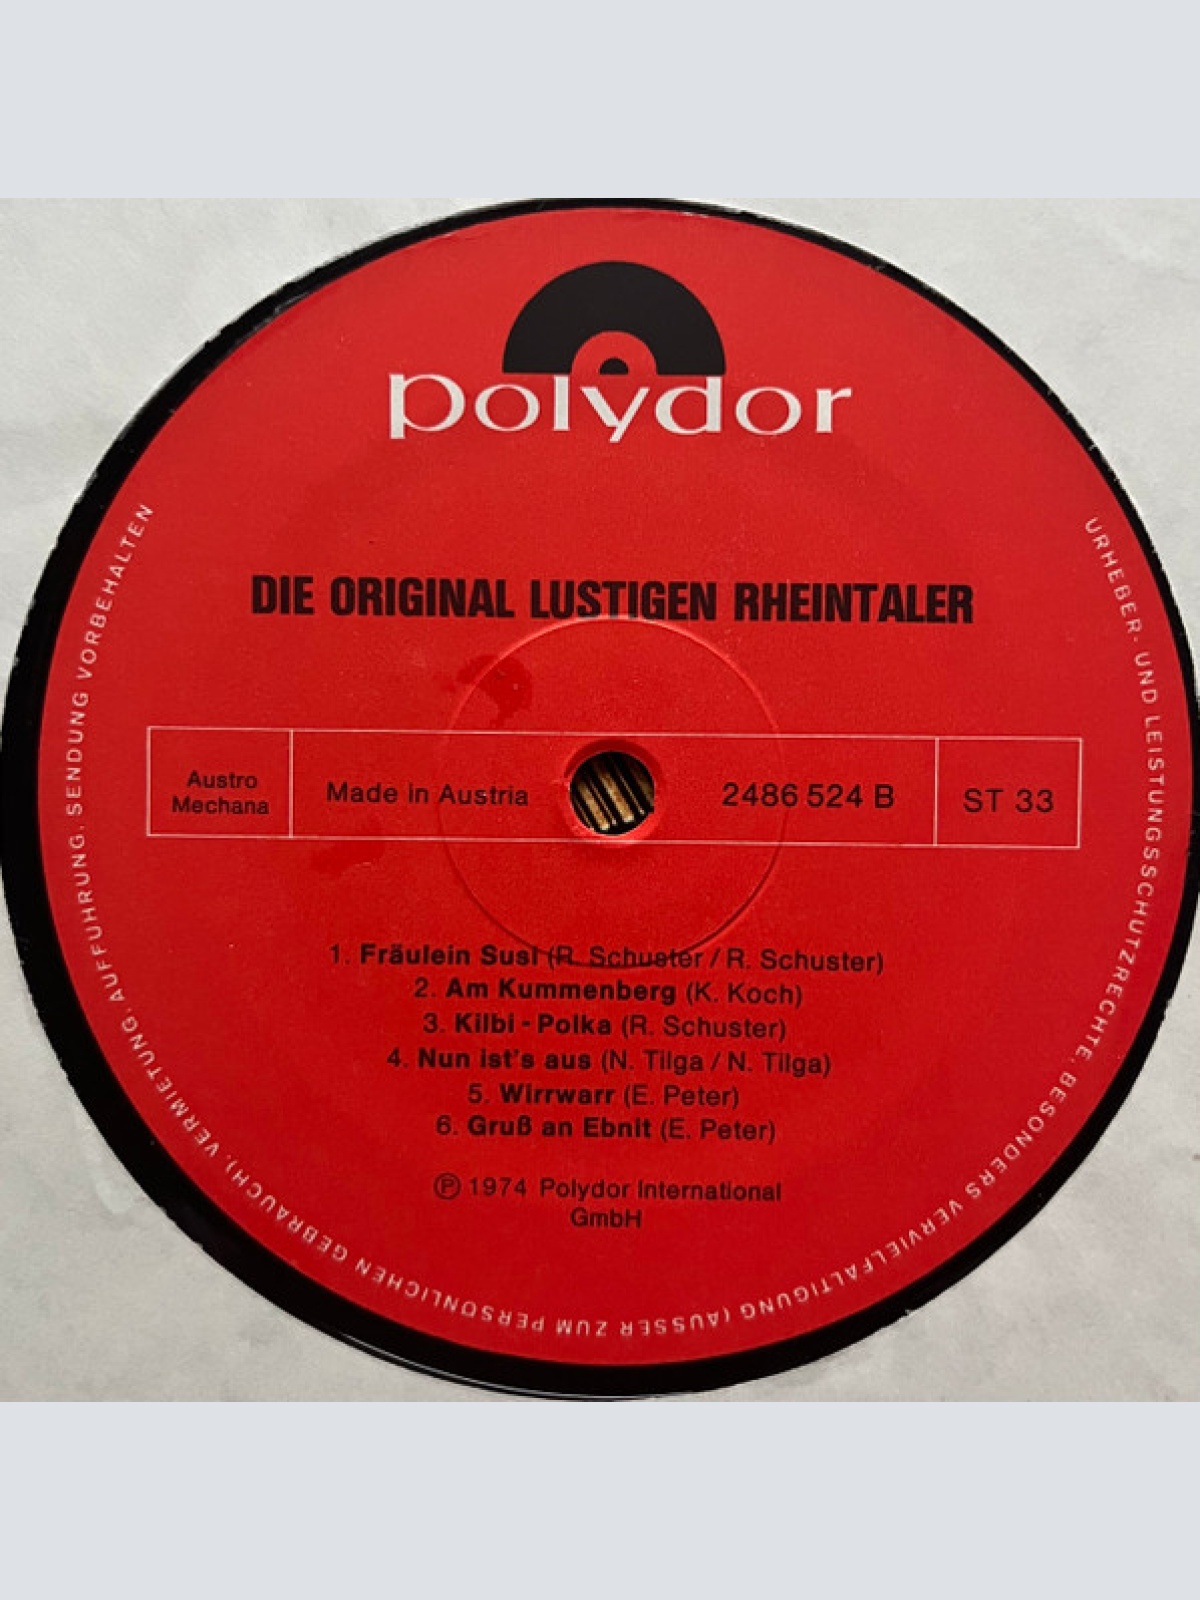 polydor
DIE ORIGINAL LUSTIGEN RHEINTALER
Austro
Mechana
Made in Austria
2486 524 B
ST 33
1. Fräulein Susi (R. Schuster / R. Schuster)
2. Am Kummenberg (K. Koch)
3. Kilbi - Polka (R. Schuster)
4. Nun ist's aus (N. Tilga / N. Tilga)
5. Wirrwarr (E. Peter)
6. Gruß an Ebnit (E. Peter)
℗ 1974 Polydor International
GmbH
URHEBER- UND LEISTUNGSSCHUTZRECHTE, BESONDERS VERVIELFÄLTIGUNG (AUSSER ZUM PERSÖNLICHEN GEBRAUCH), VERMIETUNG, AUFFÜHRUNG, SENDUNG VORBEHALTEN